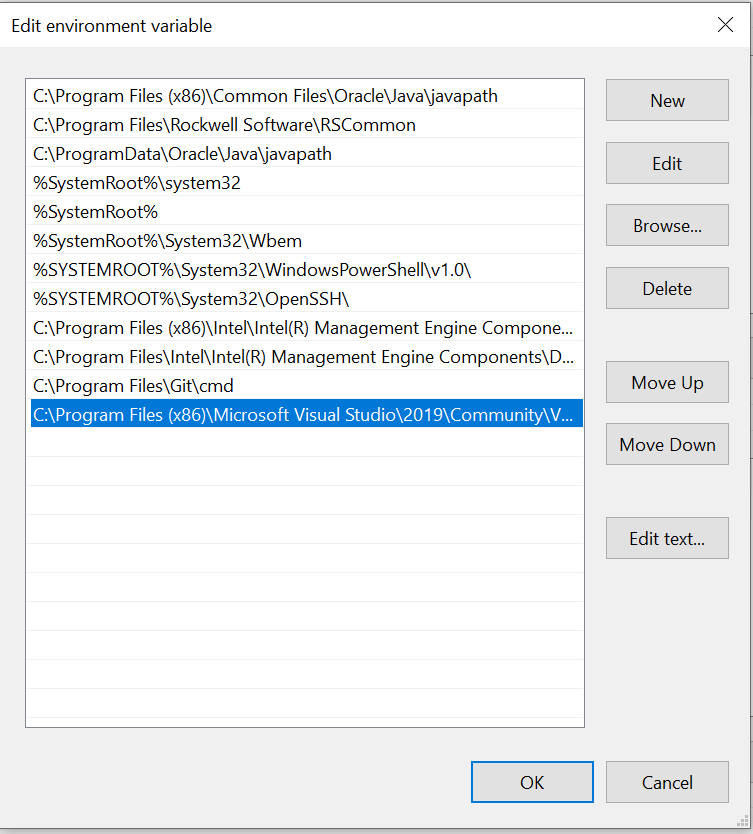 Edit environment variable
C:\Program Files (x86)\Common Files\Oracle\Java\javapath
New
C:\Program Files\Rockwell Software\RSCommon
C:\ProgramData\Oracle\Java\javapath
Edit
%SystemRoot%\system32
%SystemRoot%
Browse...
%SystemRoot%\System32\Wbem
%SYSTEMROOT%\System32\WindowsPowerShell\v1.0\
Delete
%SYSTEMROOT%\System32\OpenSSH\
C:\Program Files (x86)\Intel\Intel(R) Management Engine Compone...
C:\Program Files\Intel\Intel(R) Management Engine Components\D...
Move Up
C:\Program Files\Git\cmd
C:\Program Files (x86)\Microsoft Visual Studio\2019\Community\V...
Move Down
Edit text...
OK
Cancel